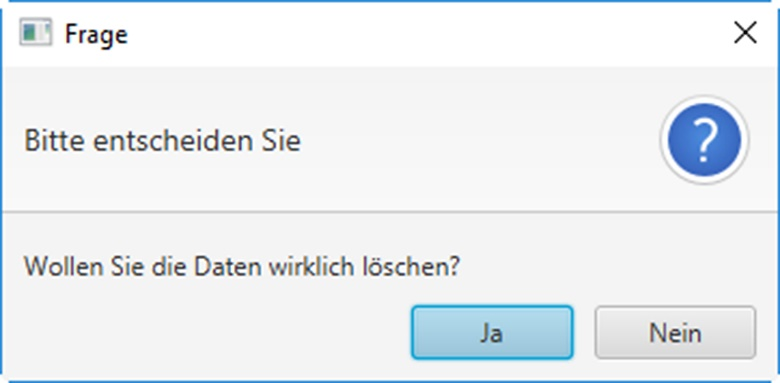 Frage
Bitte entscheiden Sie
?
Wollen Sie die Daten wirklich löschen?
Ja
Nein